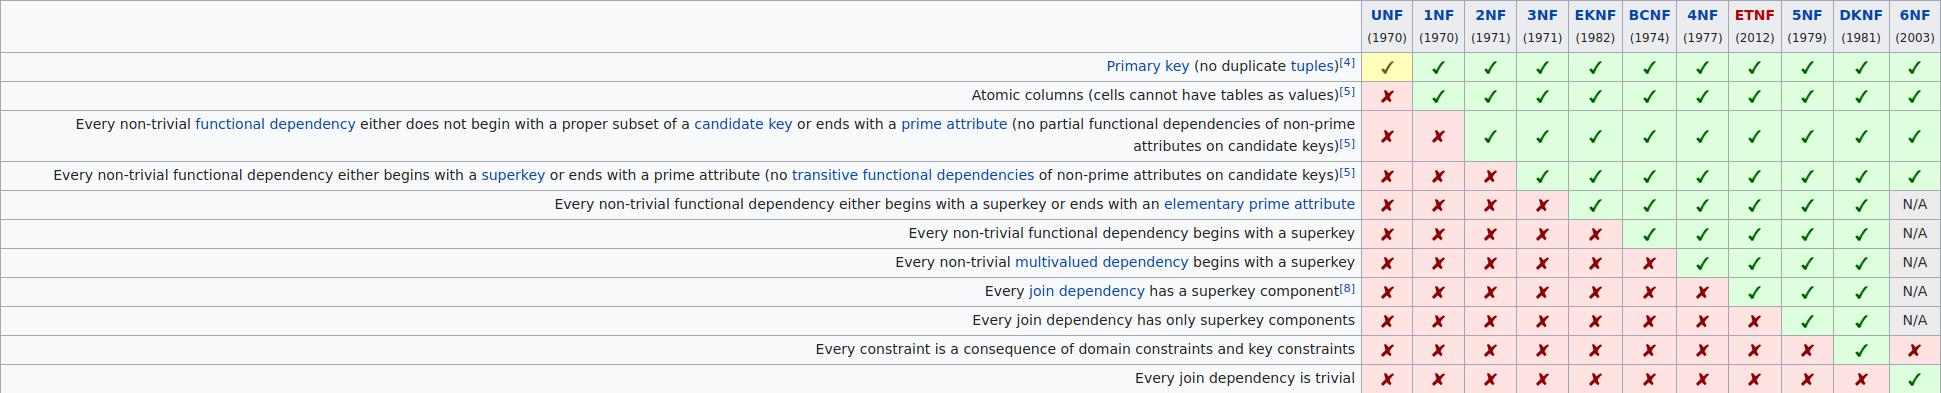 UNF 1NF 2NF 3NF EKNF BCNF 4NF ETNF 5NF DKNF 6NF
(1970) (1970) (1971) (1971) (1982) (1974) (1977) (2012) (1979) (1981) (2003)
Primary key (no duplicate tuples)[4] ✓ ✓ ✓ ✓ ✓ ✓ ✓ ✓ ✓ ✓ ✓
Atomic columns (cells cannot have tables as values)[5] ✗ ✓ ✓ ✓ ✓ ✓ ✓ ✓ ✓ ✓ ✓
Every non-trivial functional dependency either does not begin with a proper subset of a candidate key or ends with a prime attribute (no partial functional dependencies of non-prime
attributes on candidate keys)[5] ✗ ✗ ✓ ✓ ✓ ✓ ✓ ✓ ✓ ✓ ✓
Every non-trivial functional dependency either begins with a superkey or ends with a prime attribute (no transitive functional dependencies of non-prime attributes on candidate keys)[5] ✗ ✗ ✗ ✓ ✓ ✓ ✓ ✓ ✓ ✓ ✓
Every non-trivial functional dependency either begins with a superkey or ends with an elementary prime attribute ✗ ✗ ✗ ✗ ✓ ✓ ✓ ✓ ✓ ✓ N/A
Every non-trivial functional dependency begins with a superkey ✗ ✗ ✗ ✗ ✗ ✓ ✓ ✓ ✓ ✓ N/A
Every non-trivial multivalued dependency begins with a superkey ✗ ✗ ✗ ✗ ✗ ✗ ✓ ✓ ✓ ✓ N/A
Every join dependency has a superkey component[8] ✗ ✗ ✗ ✗ ✗ ✗ ✗ ✓ ✓ ✓ N/A
Every join dependency has only superkey components ✗ ✗ ✗ ✗ ✗ ✗ ✗ ✗ ✓ ✓ N/A
Every constraint is a consequence of domain constraints and key constraints ✗ ✗ ✗ ✗ ✗ ✗ ✗ ✗ ✗ ✓ ✗
Every join dependency is trivial ✗ ✗ ✗ ✗ ✗ ✗ ✗ ✗ ✗ ✗ ✓